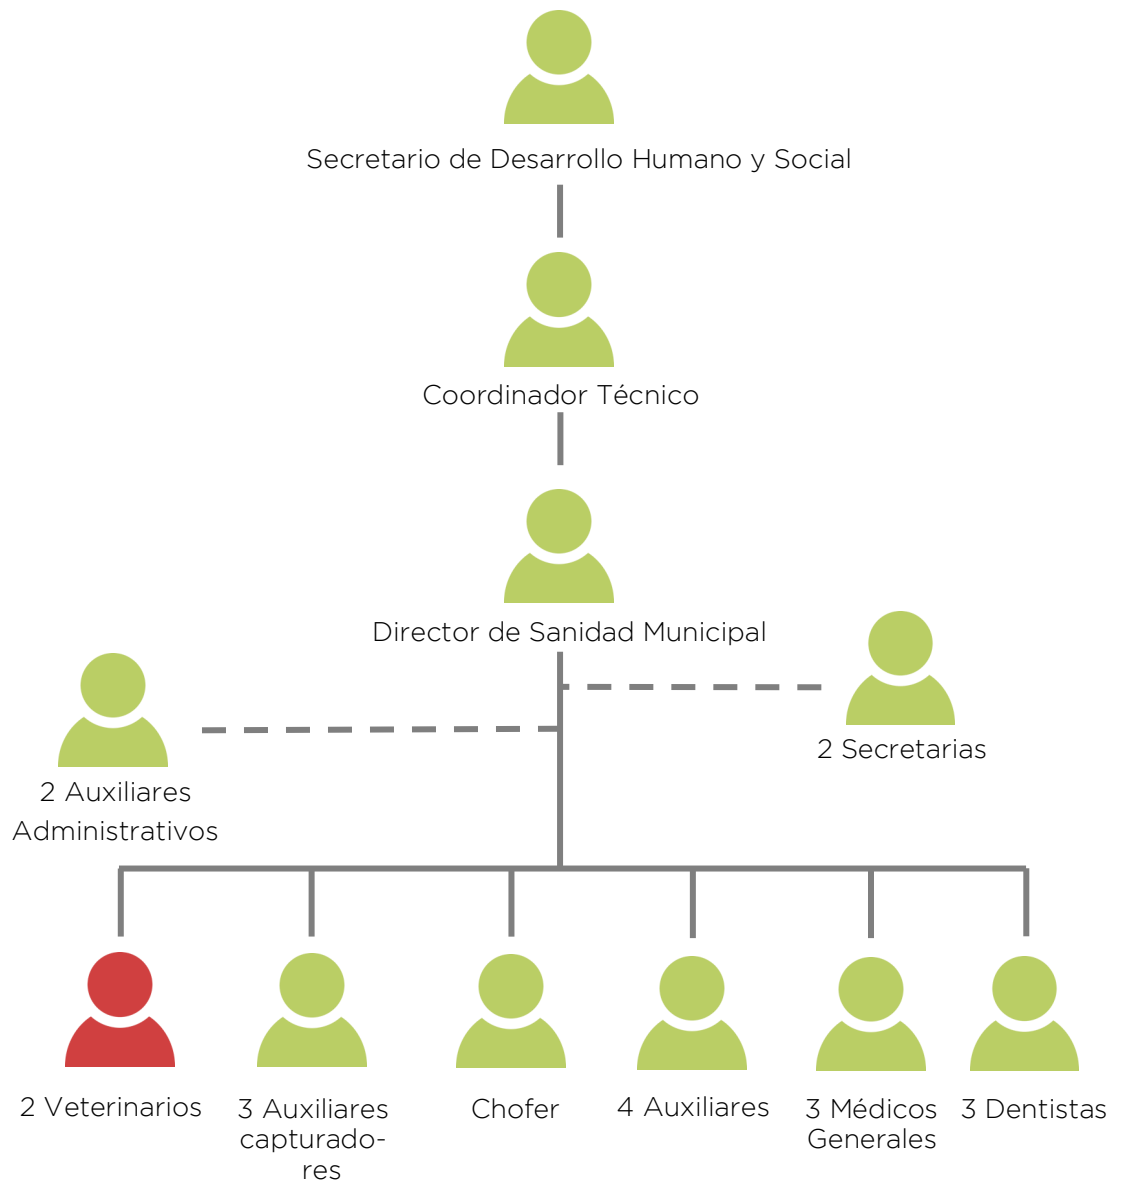 Secretario de Desarrollo Humano y Social
Coordinador Técnico
Director de Sanidad Municipal
2 Secretarias
2 Auxiliares
Administrativos
2 Veterinarios
3 Auxiliares
capturado-
res
Chofer
4 Auxiliares
3 Médicos
Generales
3 Dentistas